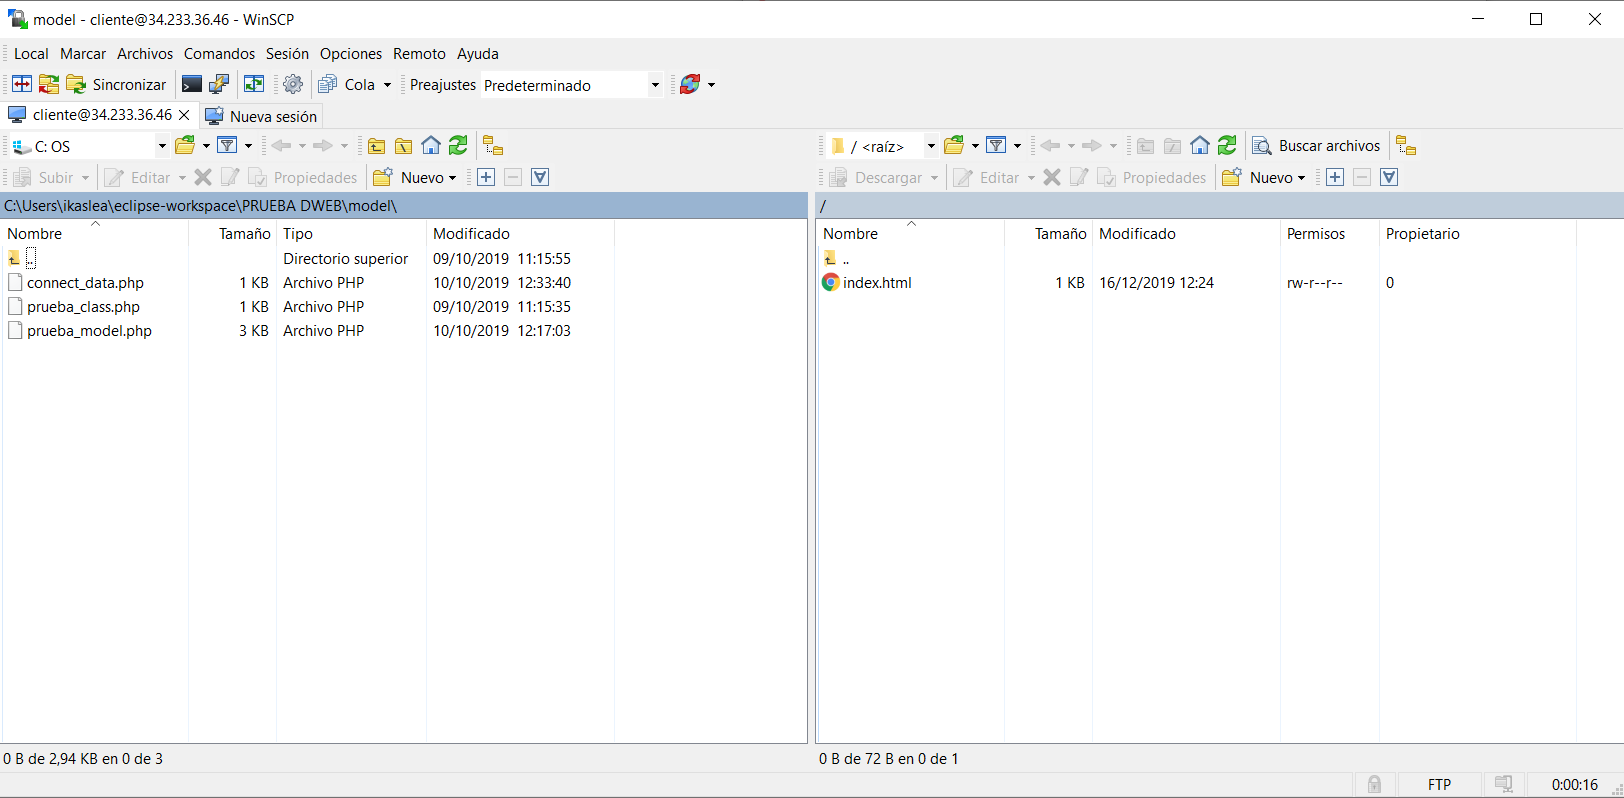 model - cliente@34.233.36.46 - WinSCP
Local Marcar Archivos Comandos Sesión Opciones Remoto Ayuda
Sincronizar Cola Preajustes Predeterminado
cliente@34.233.36.46 Nueva sesión
C: OS
/ <raíz> Buscar archivos
Subir Editar Propiedades Nuevo
Descargar Editar Propiedades Nuevo
C:\Users\ikaslea\eclipse-workspace\PRUEBA DWEB\model\
Nombre Tamaño Tipo Modificado
.. Directorio superior 09/10/2019 11:15:55
connect_data.php 1 KB Archivo PHP 10/10/2019 12:33:40
prueba_class.php 1 KB Archivo PHP 09/10/2019 11:15:35
prueba_model.php 3 KB Archivo PHP 10/10/2019 12:17:03
0 B de 2,94 KB en 0 de 3
/
Nombre Tamaño Modificado Permisos Propietario
..
index.html 1 KB 16/12/2019 12:24 rw-r--r-- 0
0 B de 72 B en 0 de 1
FTP 0:00:16